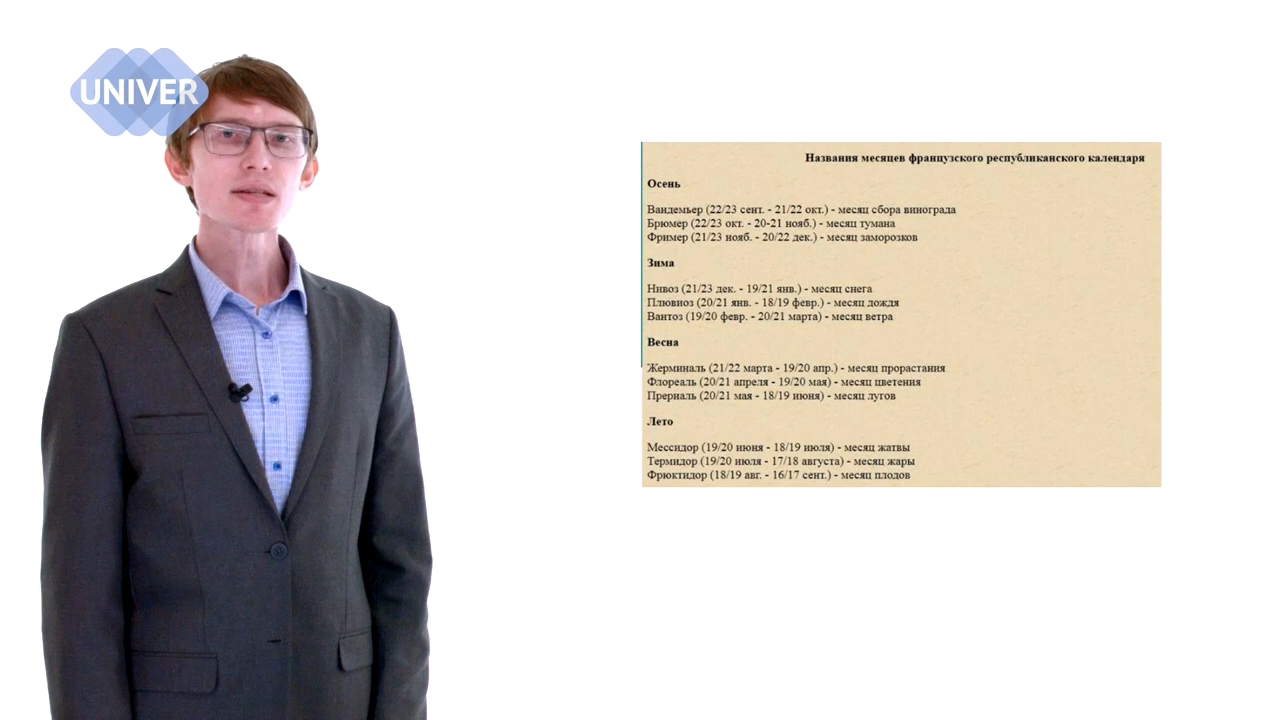 UNIVER
Названия месяцев французского республиканского календаря
Осень
Вандемьер (22/23 сент. - 21/22 окт.) - месяц сбора винограда
Брюмер (22/23 окт. - 20-21 нояб.) - месяц тумана
Фример (21/23 нояб. - 20/22 дек.) - месяц заморозков
Зима
Нивоз (21/23 дек. - 19/21 янв.) - месяц снега
Плювиоз (20/21 янв. - 18/19 февр.) - месяц дождя
Вантоз (19/20 февр. - 20/21 марта) - месяц ветра
Весна
Жерминаль (21/22 марта - 19/20 апр.) - месяц прорастания
Флореаль (20/21 апреля - 19/20 мая) - месяц цветения
Прериаль (20/21 мая - 18/19 июня) - месяц лугов
Лето
Мессидор (19/20 июня - 18/19 июля) - месяц жатвы
Термидор (19/20 июля - 17/18 августа) - месяц жары
Фрюктидор (18/19 авг. - 16/17 сент.) - месяц плодов